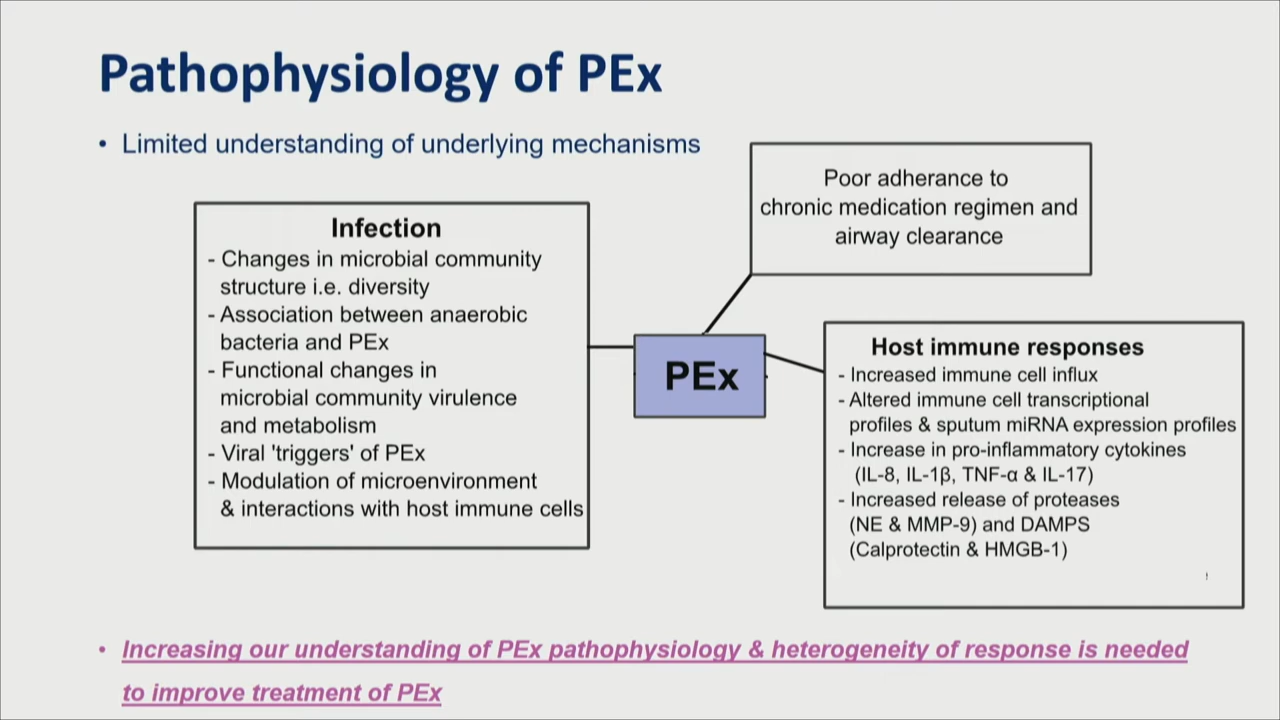 Pathophysiology of PEx
• Limited understanding of underlying mechanisms
Poor adherance to
chronic medication regimen and
airway clearance
Infection
- Changes in microbial community
structure i.e. diversity
- Association between anaerobic
bacteria and PEx
- Functional changes in
microbial community virulence
and metabolism
- Viral 'triggers' of PEx
- Modulation of microenvironment
& interactions with host immune cells
PEx
Host immune responses
- Increased immune cell influx
- Altered immune cell transcriptional
profiles & sputum miRNA expression profiles
- Increase in pro-inflammatory cytokines
(IL-8, IL-1β, TNF-α & IL-17)
- Increased release of proteases
(NE & MMP-9) and DAMPS
(Calprotectin & HMGB-1)
• Increasing our understanding of PEx pathophysiology & heterogeneity of response is needed
to improve treatment of PEx